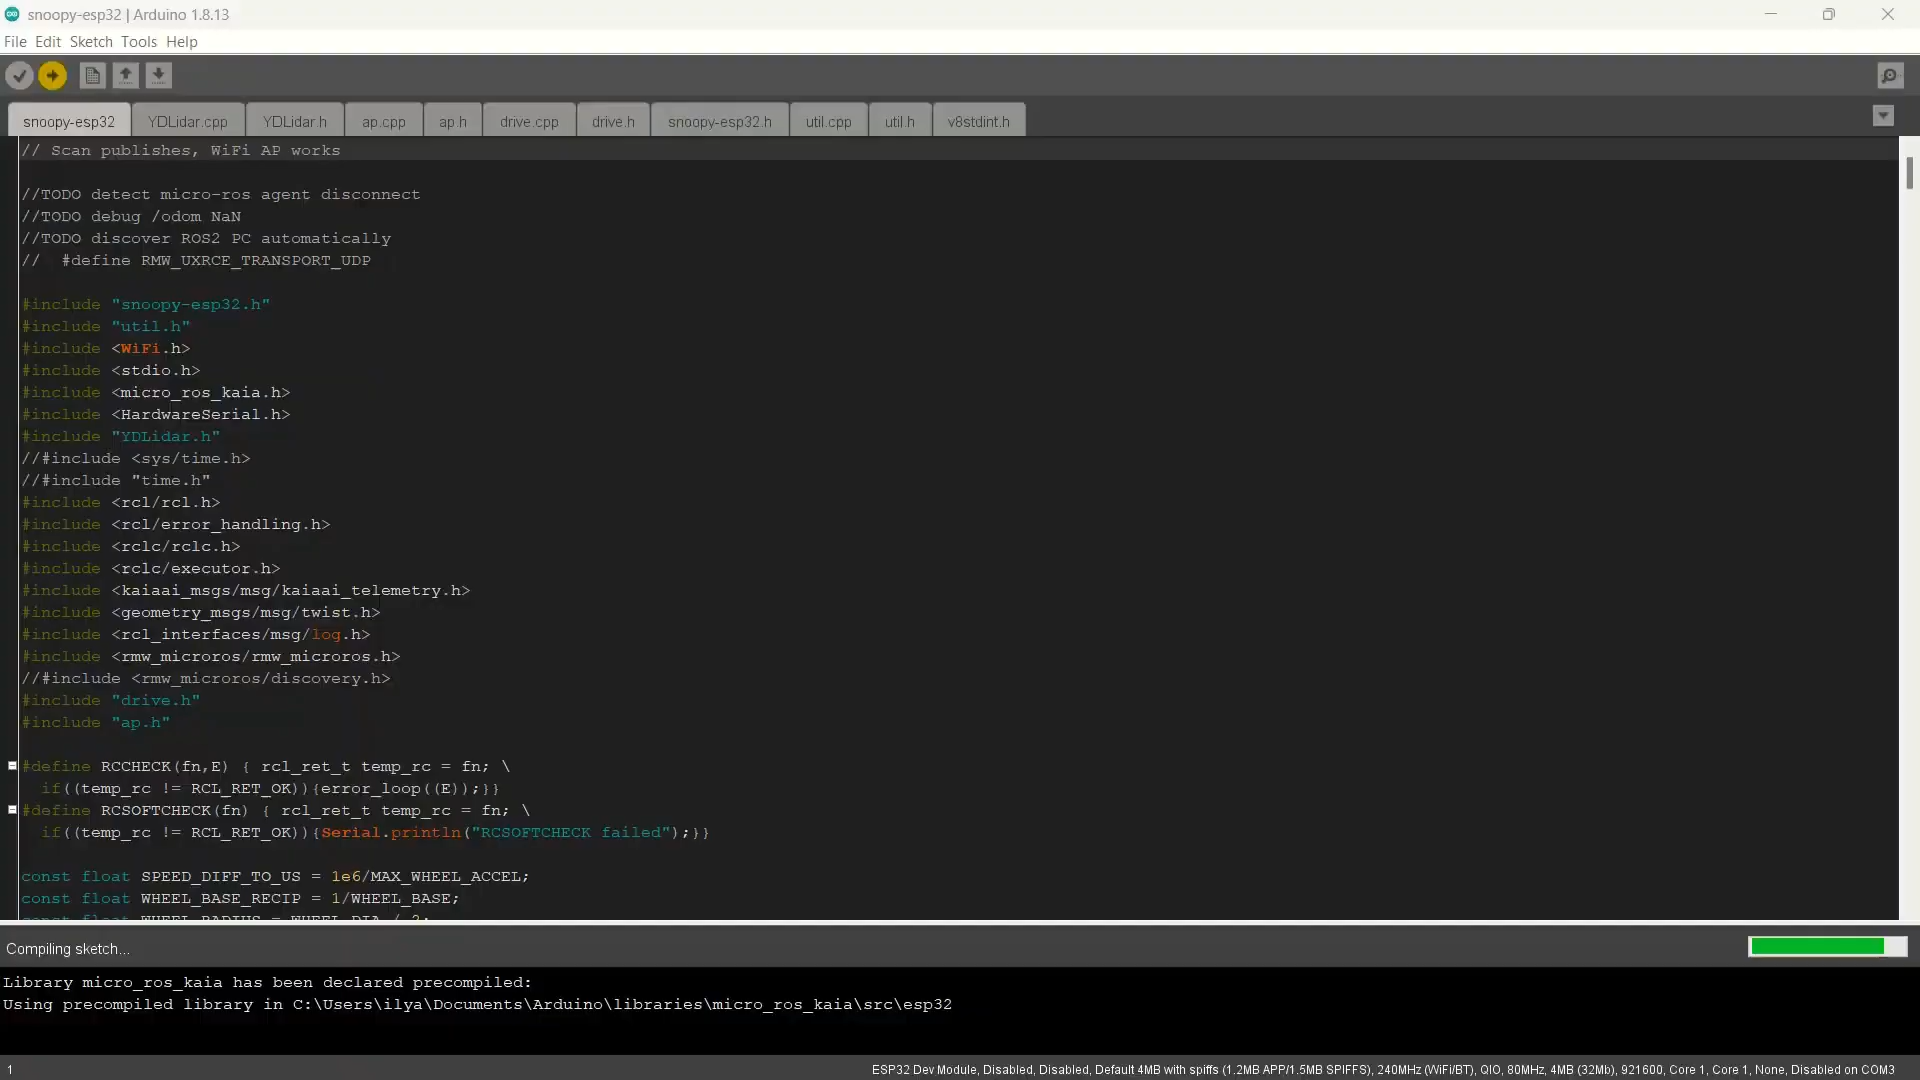 snoopy-esp32 | Arduino 1.8.13
File Edit Sketch Tools Help
snoopy-esp32 YDLidar.cpp YDLidar.h ap.cpp ap.h drive.cpp drive.h snoopy-esp32.h util.cpp util.h v8stdint.h
// Scan publishes, WiFi AP works
//TODO detect micro-ros agent disconnect
//TODO debug /odom NaN
//TODO discover ROS2 PC automatically
//  #define RMW_UXRCE_TRANSPORT_UDP
#include "snoopy-esp32.h"
#include "util.h"
#include <WiFi.h>
#include <stdio.h>
#include <micro_ros_kaia.h>
#include <HardwareSerial.h>
#include "YDLidar.h"
//#include <sys/time.h>
//#include "time.h"
#include <rcl/rcl.h>
#include <rcl/error_handling.h>
#include <rclc/rclc.h>
#include <rclc/executor.h>
#include <kaiaai_msgs/msg/kaiaai_telemetry.h>
#include <geometry_msgs/msg/twist.h>
#include <rcl_interfaces/msg/log.h>
#include <rmw_microros/rmw_microros.h>
//#include <rmw_microros/discovery.h>
#include "drive.h"
#include "ap.h"
#define RCCHECK(fn,E) { rcl_ret_t temp_rc = fn; \
  if((temp_rc != RCL_RET_OK)){error_loop((E));}}
#define RCSOFTCHECK(fn) { rcl_ret_t temp_rc = fn; \
  if((temp_rc != RCL_RET_OK)){Serial.println("RCSOFTCHECK failed");}}
const float SPEED_DIFF_TO_US = 1e6/MAX_WHEEL_ACCEL;
const float WHEEL_BASE_RECIP = 1/WHEEL_BASE;
const float WHEEL_RADIUS = WHEEL_DIA / 2;
Compiling sketch...
Library micro_ros_kaia has been declared precompiled:
Using precompiled library in C:\Users\ilya\Documents\Arduino\libraries\micro_ros_kaia\src\esp32
1 ESP32 Dev Module, Disabled, Disabled, Default 4MB with spiffs (1.2MB APP/1.5MB SPIFFS), 240MHz (WiFi/BT), QIO, 80MHz, 4MB (32Mb), 921600, Core 1, Core 1, None, Disabled on COM3